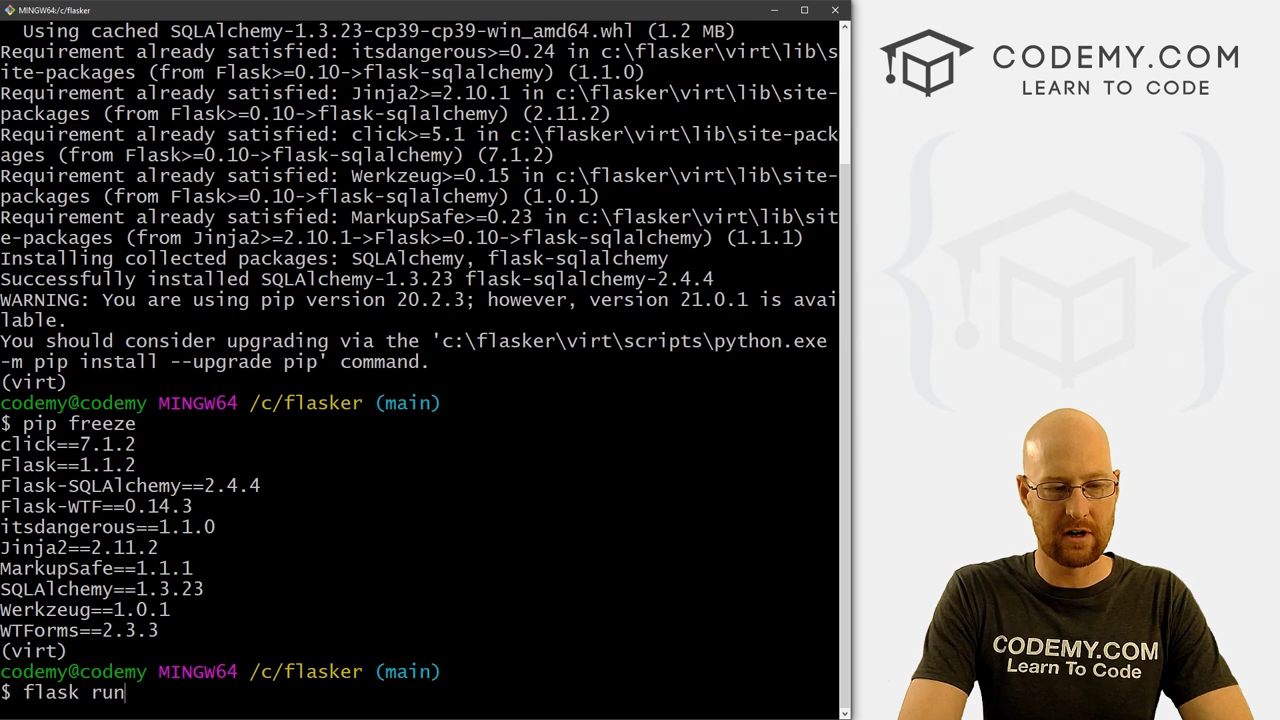 MINGW64:/c/flasker
Using cached SQLAlchemy-1.3.23-cp39-cp39-win_amd64.whl (1.2 MB)
Requirement already satisfied: itsdangerous>=0.24 in c:\flasker\virt\lib\s
ite-packages (from Flask>=0.10->flask-sqlalchemy) (1.1.0)
Requirement already satisfied: Jinja2>=2.10.1 in c:\flasker\virt\lib\site-
packages (from Flask>=0.10->flask-sqlalchemy) (2.11.2)
Requirement already satisfied: click>=5.1 in c:\flasker\virt\lib\site-pack
ages (from Flask>=0.10->flask-sqlalchemy) (7.1.2)
Requirement already satisfied: Werkzeug>=0.15 in c:\flasker\virt\lib\site-
packages (from Flask>=0.10->flask-sqlalchemy) (1.0.1)
Requirement already satisfied: MarkupSafe>=0.23 in c:\flasker\virt\lib\sit
e-packages (from Jinja2>=2.10.1->Flask>=0.10->flask-sqlalchemy) (1.1.1)
Installing collected packages: SQLAlchemy, flask-sqlalchemy
Successfully installed SQLAlchemy-1.3.23 flask-sqlalchemy-2.4.4
WARNING: You are using pip version 20.2.3; however, version 21.0.1 is avai
lable.
You should consider upgrading via the 'c:\flasker\virt\scripts\python.exe
-m pip install --upgrade pip' command.
(virt)
codemy@codemy MINGW64 /c/flasker (main)
$ pip freeze
click==7.1.2
Flask==1.1.2
Flask-SQLAlchemy==2.4.4
Flask-WTF==0.14.3
itsdangerous==1.1.0
Jinja2==2.11.2
MarkupSafe==1.1.1
SQLAlchemy==1.3.23
Werkzeug==1.0.1
WTForms==2.3.3
(virt)
codemy@codemy MINGW64 /c/flasker (main)
$ flask run
CODEMY.COM
LEARN TO CODE
CODEMY.COM
Learn To Code